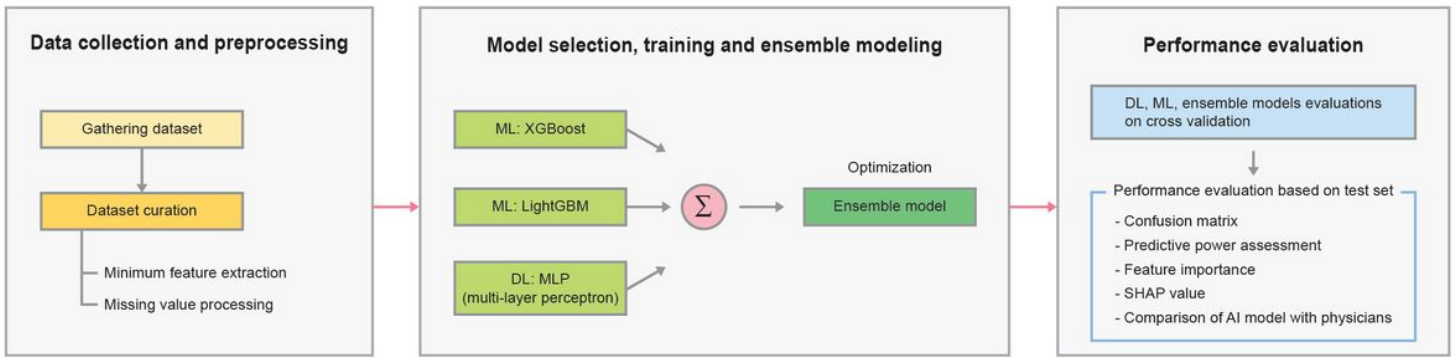 Data collection and preprocessing
Gathering dataset
Dataset curation
Minimum feature extraction
Missing value processing
Model selection, training and ensemble modeling
ML: XGBoost
ML: LightGBM
DL: MLP
(multi-layer perceptron)
Σ
Optimization
Ensemble model
Performance evaluation
DL, ML, ensemble models evaluations
on cross validation
Performance evaluation based on test set
- Confusion matrix
- Predictive power assessment
- Feature importance
- SHAP value
- Comparison of AI model with physicians